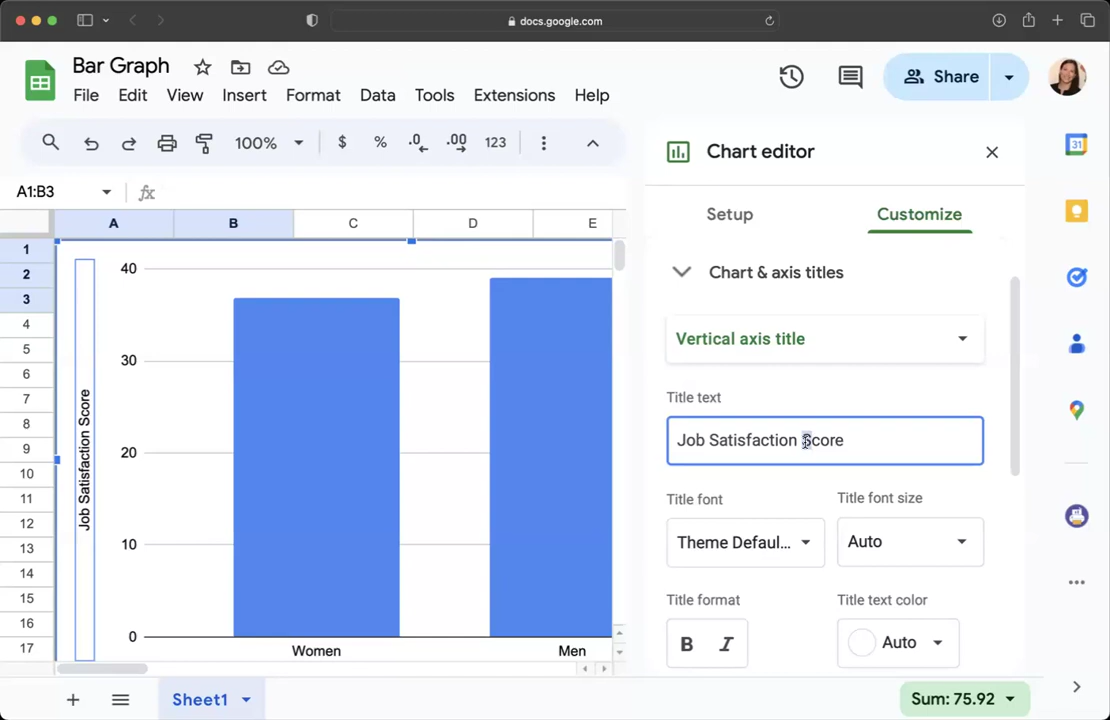 docs.google.com
Bar Graph
File Edit View Insert Format Data Tools Extensions Help
Share
100% $ % .0 .00 123
A1:B3 fx
Chart editor
Setup Customize
A B C D E
1
2
3
4
5
6
7
8
9
10
11
12
13
14
15
16
17
40
30
20
10
0
Job Satisfaction Score
Women Men
Chart & axis titles
Vertical axis title
Title text
Job Satisfaction Score
Title font Title font size
Theme Defaul... Auto
Title format Title text color
B I Auto
31
Sheet1
Sum: 75.92